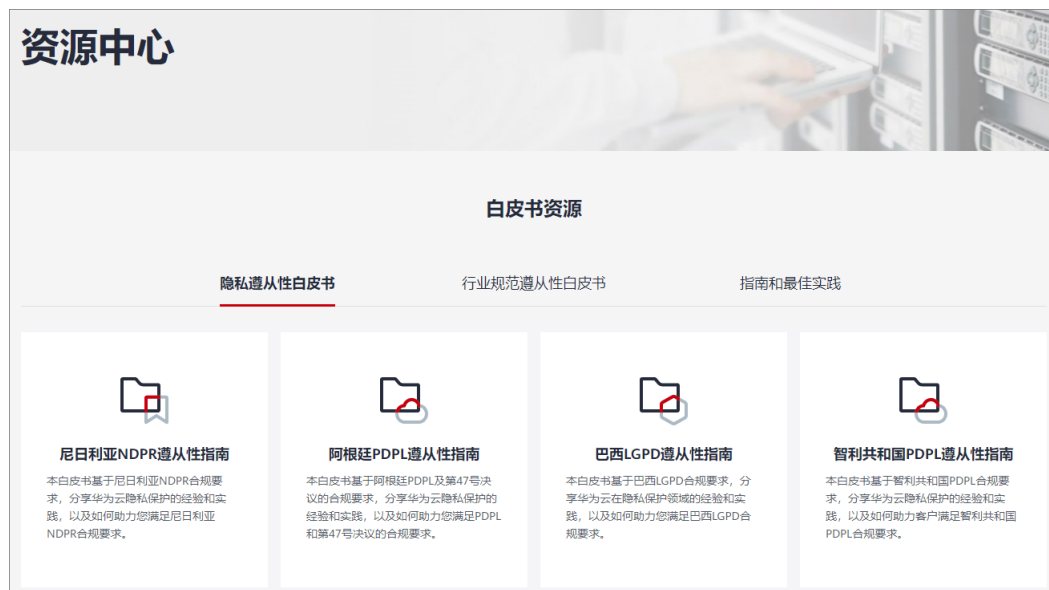 资源中心
白皮书资源
隐私遵从性白皮书
行业规范遵从性白皮书
指南和最佳实践
尼日利亚NDPR遵从性指南
本白皮书基于尼日利亚NDPR合规要
求，分享华为云隐私保护的经验和实
践，以及如何助力您满足尼日利亚
NDPR合规要求。
阿根廷PDPL遵从性指南
本白皮书基于阿根廷PDPL及第47号决
议的合规要求，分享华为云隐私保护的
经验和实践，以及如何助力您满足PDPL
和第47号决议的合规要求。
巴西LGPD遵从性指南
本白皮书基于巴西LGPD合规要求，分
享华为云在隐私保护领域的经验和实
践，以及如何助力您满足巴西LGPD合
规要求。
智利共和国PDPL遵从性指南
本白皮书基于智利共和国PDPL合规要
求，分享华为云隐私保护的经验和实
践，以及如何助力客户满足智利共和国
PDPL合规要求。